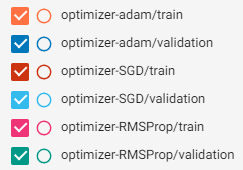 optimizer-adam/train
optimizer-adam/validation
optimizer-SGD/train
optimizer-SGD/validation
optimizer-RMSProp/train
optimizer-RMSProp/validation